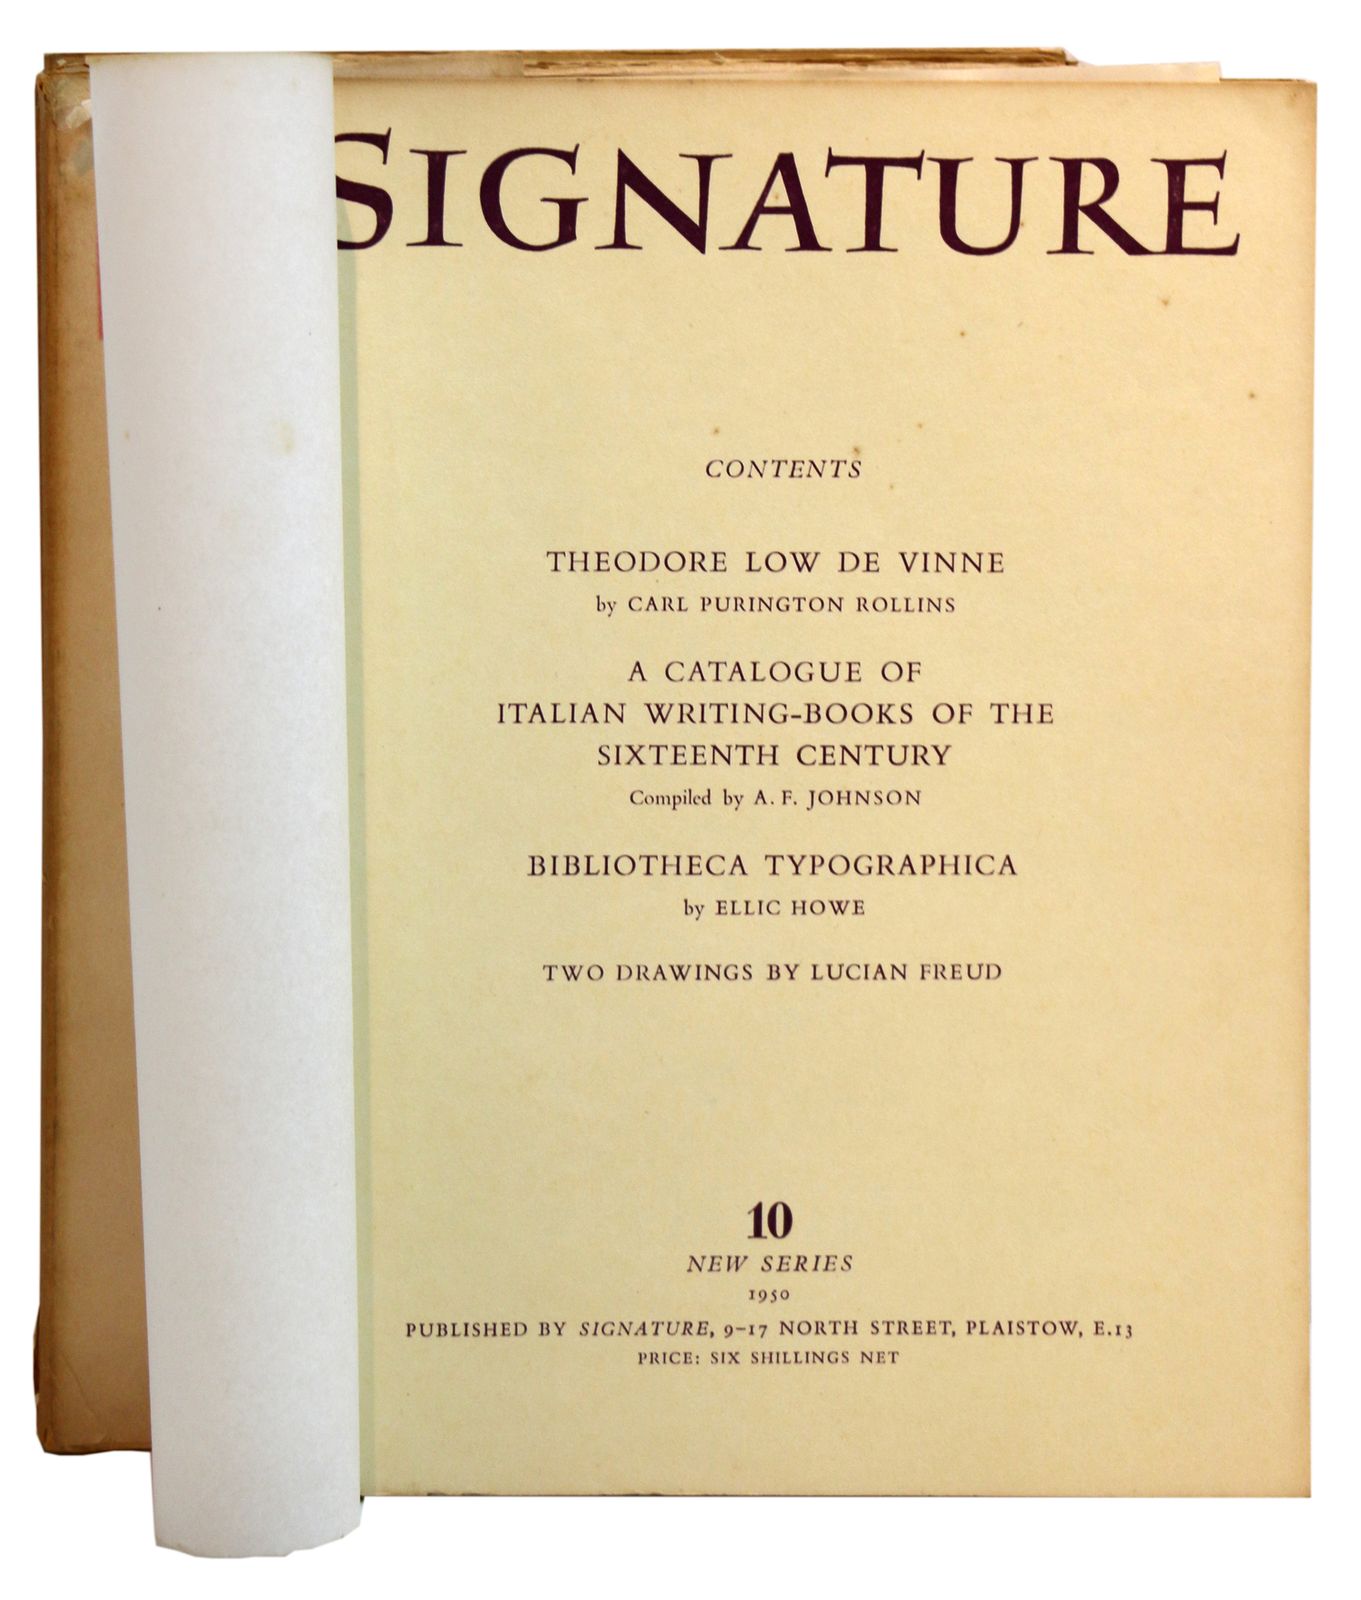 SIGNATURE
CONTENTS
THEODORE LOW DE VINNE
by CARL PURINGTON ROLLINS
A CATALOGUE OF
ITALIAN WRITING-BOOKS OF THE
SIXTEENTH CENTURY
Compiled by A. F. JOHNSON
BIBLIOTHECA TYPOGRAPHICA
by ELLIC HOWE
TWO DRAWINGS BY LUCIAN FREUD
10
NEW SERIES
1950
PUBLISHED BY SIGNATURE, 9–17 NORTH STREET, PLAISTOW, E.13
PRICE: SIX SHILLINGS NET